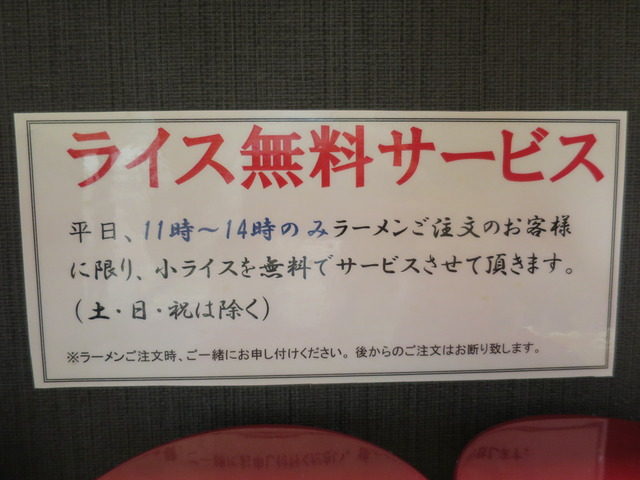 ライス無料サービス
平日、11時～14時のみラーメンご注文のお客様
に限り、小ライスを無料でサービスさせて頂きます。
(土・日・祝は除く)
※ラーメンご注文時、ご一緒にお申し付けください。後からのご注文はお断り致します。